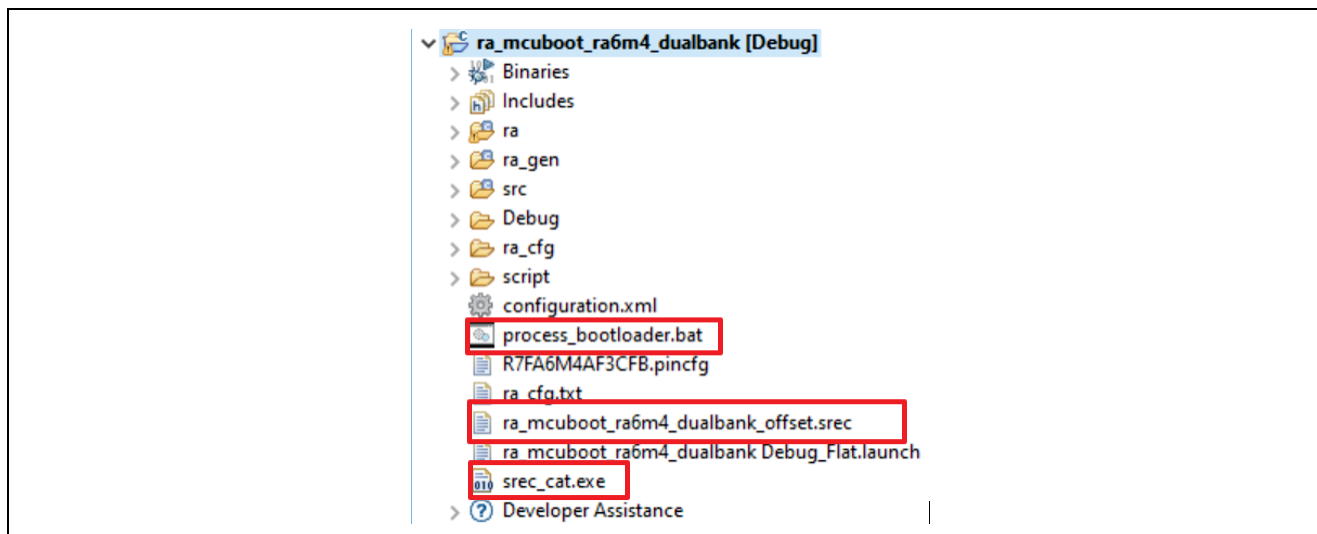 ra_mcuboot_ra6m4_dualbank [Debug]
Binaries
Includes
ra
ra_gen
src
Debug
ra_cfg
script
configuration.xml
process_bootloader.bat
R7FA6M4AF3CFB.pincfg
ra_cfg.txt
ra_mcuboot_ra6m4_dualbank_offset.srec
ra_mcuboot_ra6m4_dualbank Debug_Flat.launch
010 srec_cat.exe
Developer Assistance